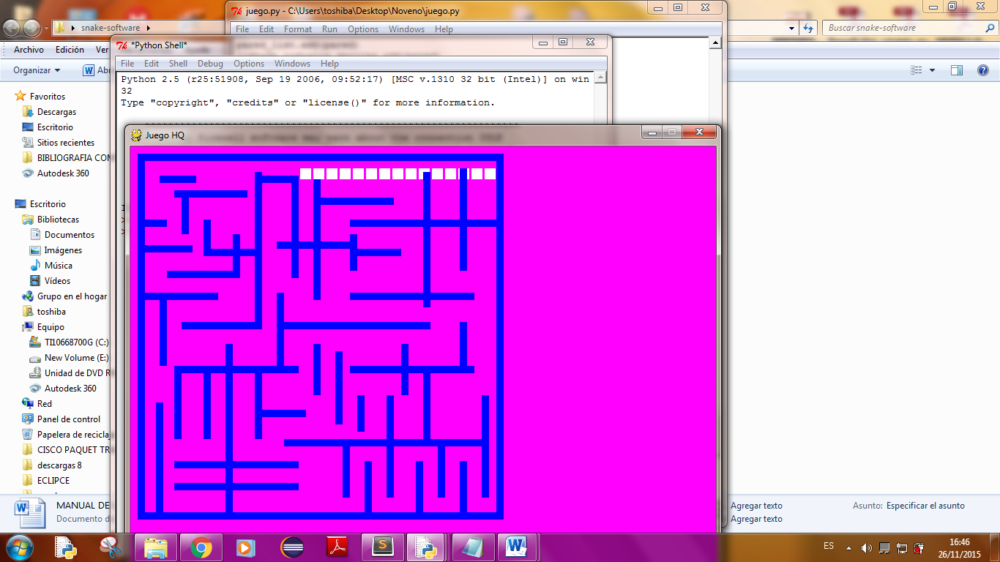 juego.py - C:\Users\toshiba\Desktop\Noveno\juego.py
File Edit Format Run Options Windows Help
snake-software
Buscar snake-software
*Python Shell*
File Edit Shell Debug Options Windows Help
Archivo Edición Ver
Organizar
Python 2.5 (r25:51908, Sep 19 2006, 09:52:17) [MSC v.1310 32 bit (Intel)] on win
32
Type "copyright", "credits" or "license()" for more information.
Juego HQ
Favoritos
Descargas
Escritorio
Sitios recientes
BIBLIOGRAFIA CON
Autodesk 360
Escritorio
Bibliotecas
Documentos
Imágenes
Música
Vídeos
Grupo en el hogar
toshiba
Equipo
TI10668700G (C:)
New Volume (E:)
Unidad de DVD R
Autodesk 360
Red
Panel de control
Papelera de reciclaj
CISCO PAQUET TR
descargas 8
ECLIPCE
MANUAL DE
Documento d
Agregar texto
Agregar texto
Asunto: Especificar el asunto
ES
16:46
26/11/2015